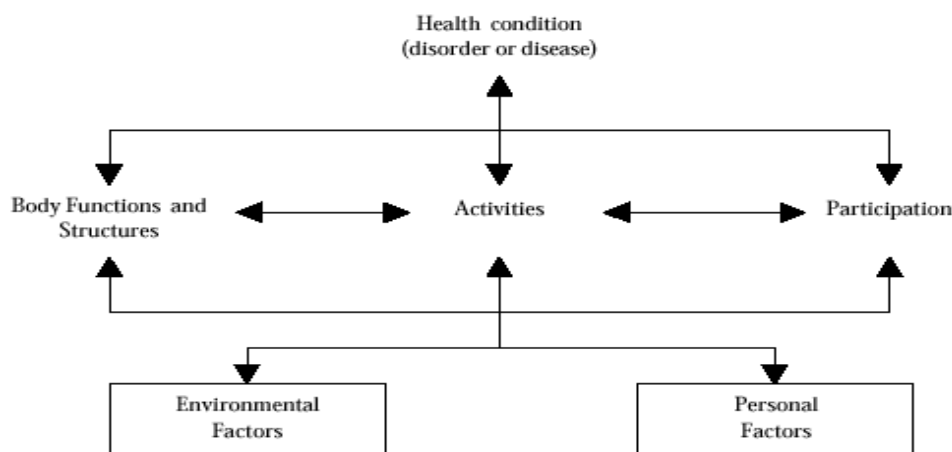 Health condition
(disorder or disease)
Body Functions and
Structures
Activities
Participation
Environmental
Factors
Personal
Factors